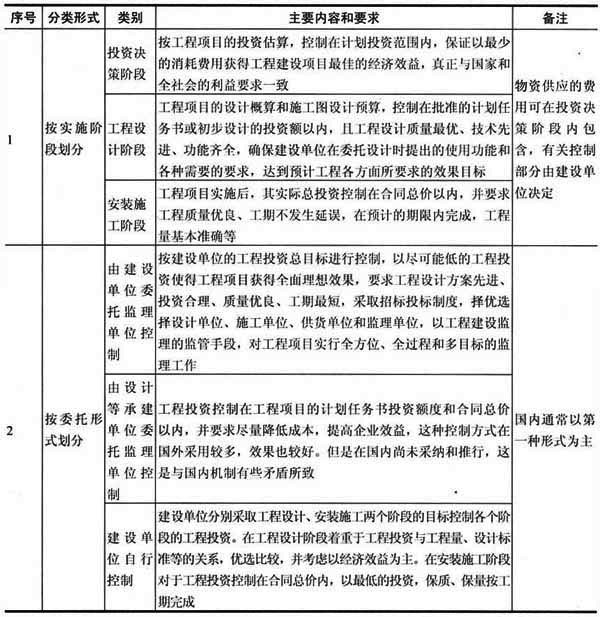 序号 分类形式 类别 主要内容和要求 备注
1
按实施阶
段划分
投资决
策阶段
按工程项目的投资估算，控制在计划投资范围内，保证以最少
的消耗费用获得工程建设项目最佳的经济效益，真正与国家和
全社会的利益要求一致
工程设
计阶段
工程项目的设计概算和施工图设计预算，控制在批准的计划任
务书或初步设计的投资额以内，且工程设计质量最优、技术先
进、功能齐全，确保建设单位在委托设计时提出的使用功能和
各种需要的要求，达到预计工程各方面所要求的效果目标
安装施
工阶段
工程项目实施后，其实际总投资控制在合同总价以内，并要求
工程质量优良、工期不发生延误，在预计的期限内完成，工程
量基本准确等
物资供应的费
用可在投资决
策阶段内包
含，有关控制
部分由建设单
位决定
2
按委托形
式划分
由建设
单位委
托监理
单位控
制
按建设单位的工程投资总目标进行控制，以尽可能低的工程投
资使得工程项目获得全面理想效果，要求工程设计方案先进、
投资合理、质量优良、工期最短，采取招标投标制度，择优选
择设计单位、施工单位、供货单位和监理单位，以工程建设监
理的监管手段，对工程项目实行全方位、全过程和多目标的监
理工作
由设计
等承建
单位委
托监理
单位控
制
工程投资控制在工程项目的计划任务书投资额度和合同总价
以内，并要求尽量降低成本，提高企业效益，这种控制方式在
国外采用较多，效果也较好。但是在国内尚未采纳和推行，这
是与国内机制有些矛盾所致
建设单
位自行
控制
建设单位分别采取工程设计、安装施工两个阶段的目标控制各个阶
段的工程投资。在工程设计阶段着重于工程投资与工程量、设计标
准等的关系，优选比较，并考虑以经济效益为主。在安装施工阶段
对于工程投资控制在合同总价内，以最低的投资，保质、保量按工
期完成
国内通常以第
一种形式为主